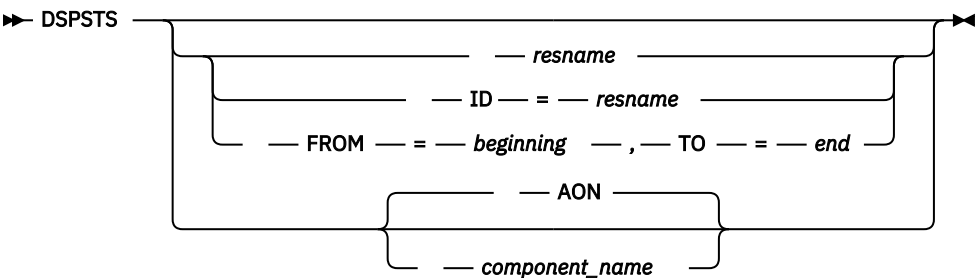 DSPSTS
resname
ID = resname
FROM = beginning , TO = end
AON
component_name